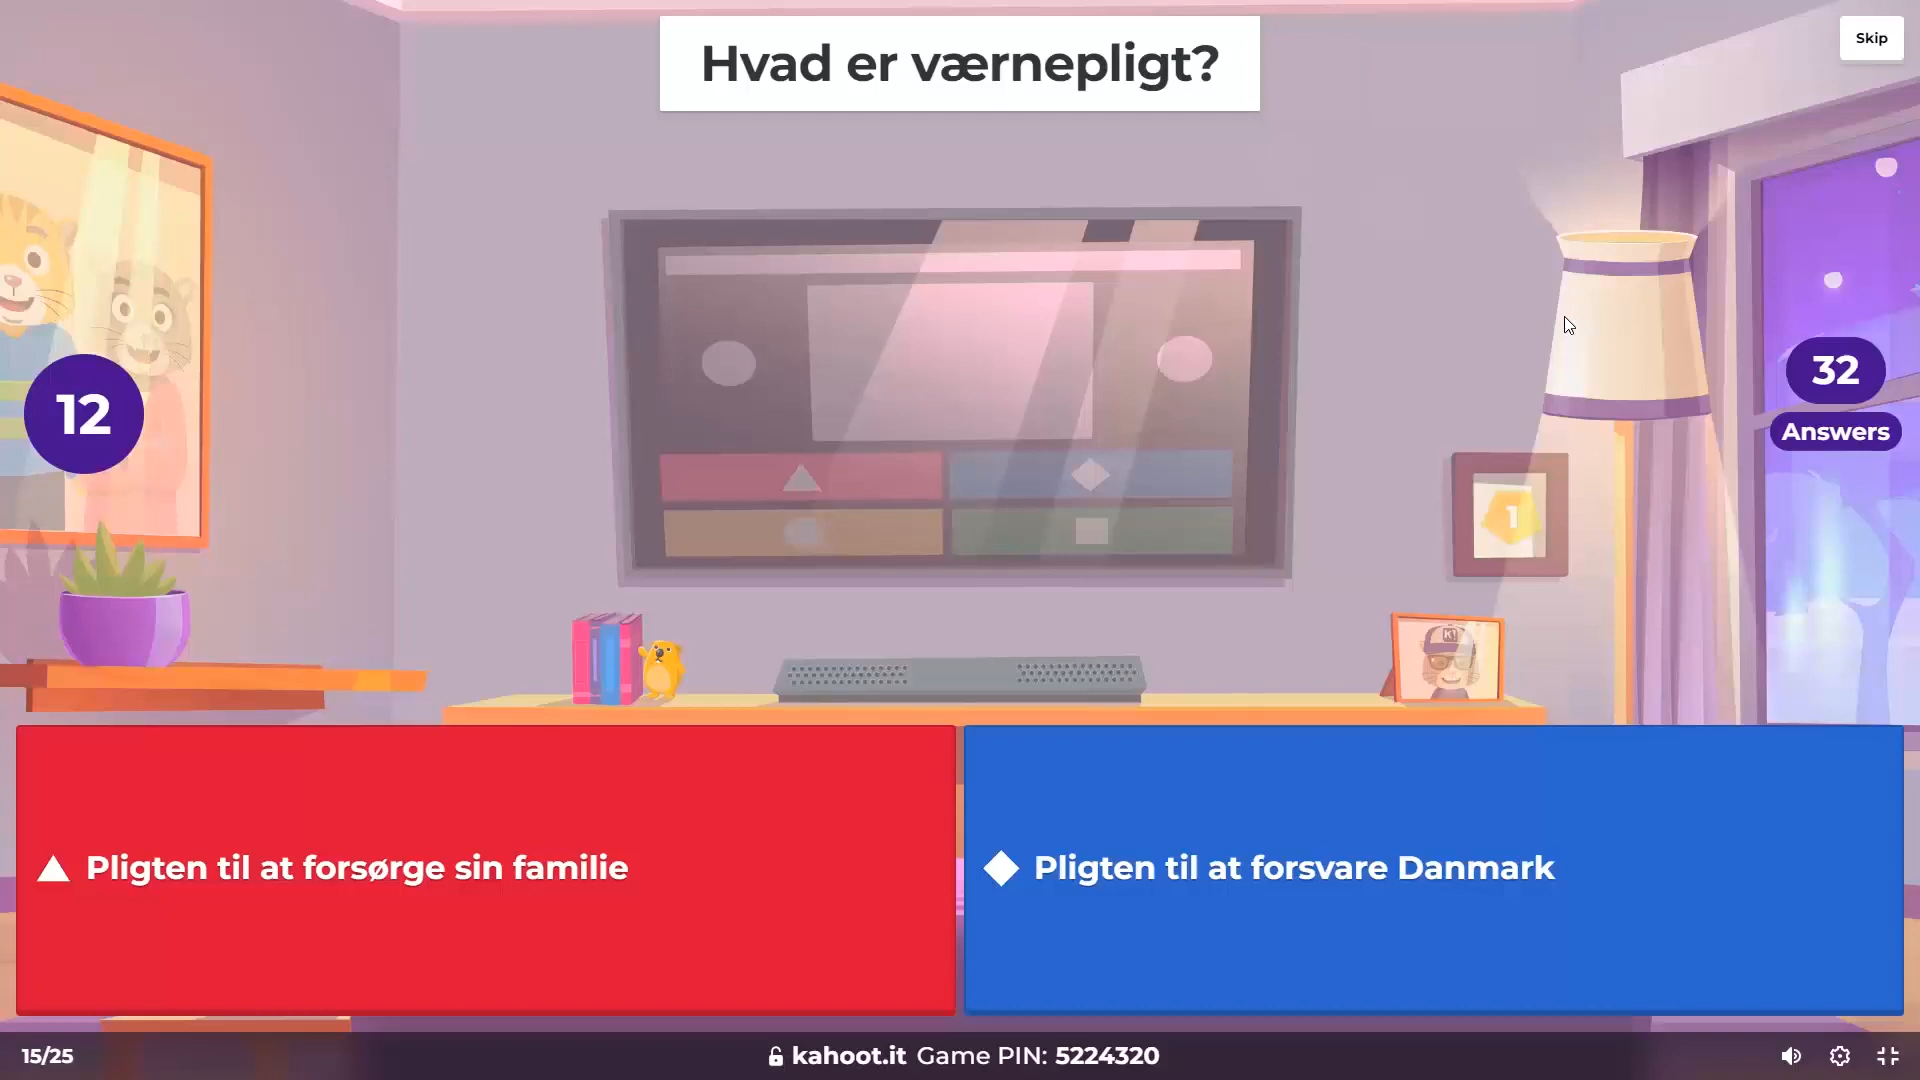 Hvad er værnepligt?
Skip
12
32
Answers
1
K!
Pligten til at forsørge sin familie
Pligten til at forsvare Danmark
15/25
kahoot.it Game PIN: 5224320